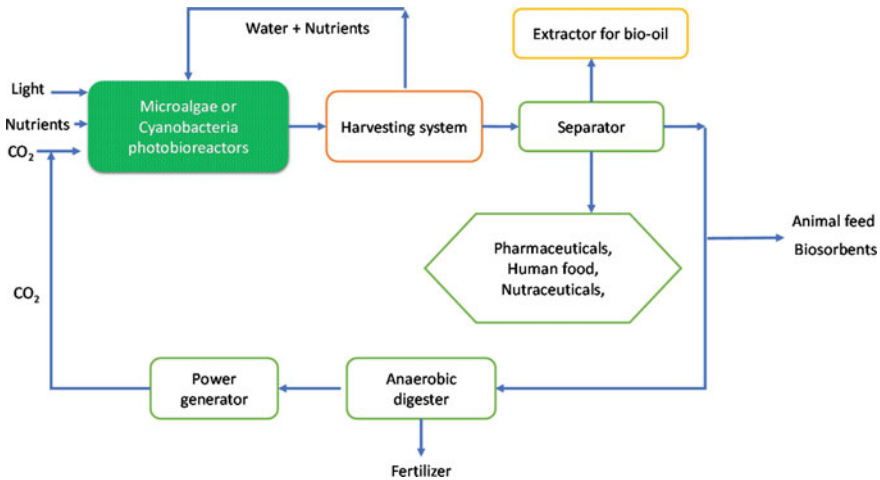 Water + Nutrients
Extractor for bio-oil
Light
Nutrients
CO₂
Microalgae or
Cyanobacteria
photobioreactors
Harvesting system
Separator
Pharmaceuticals,
Human food,
Nutraceuticals,
Animal feed
Biosorbents
CO₂
Power
generator
Anaerobic
digester
Fertilizer